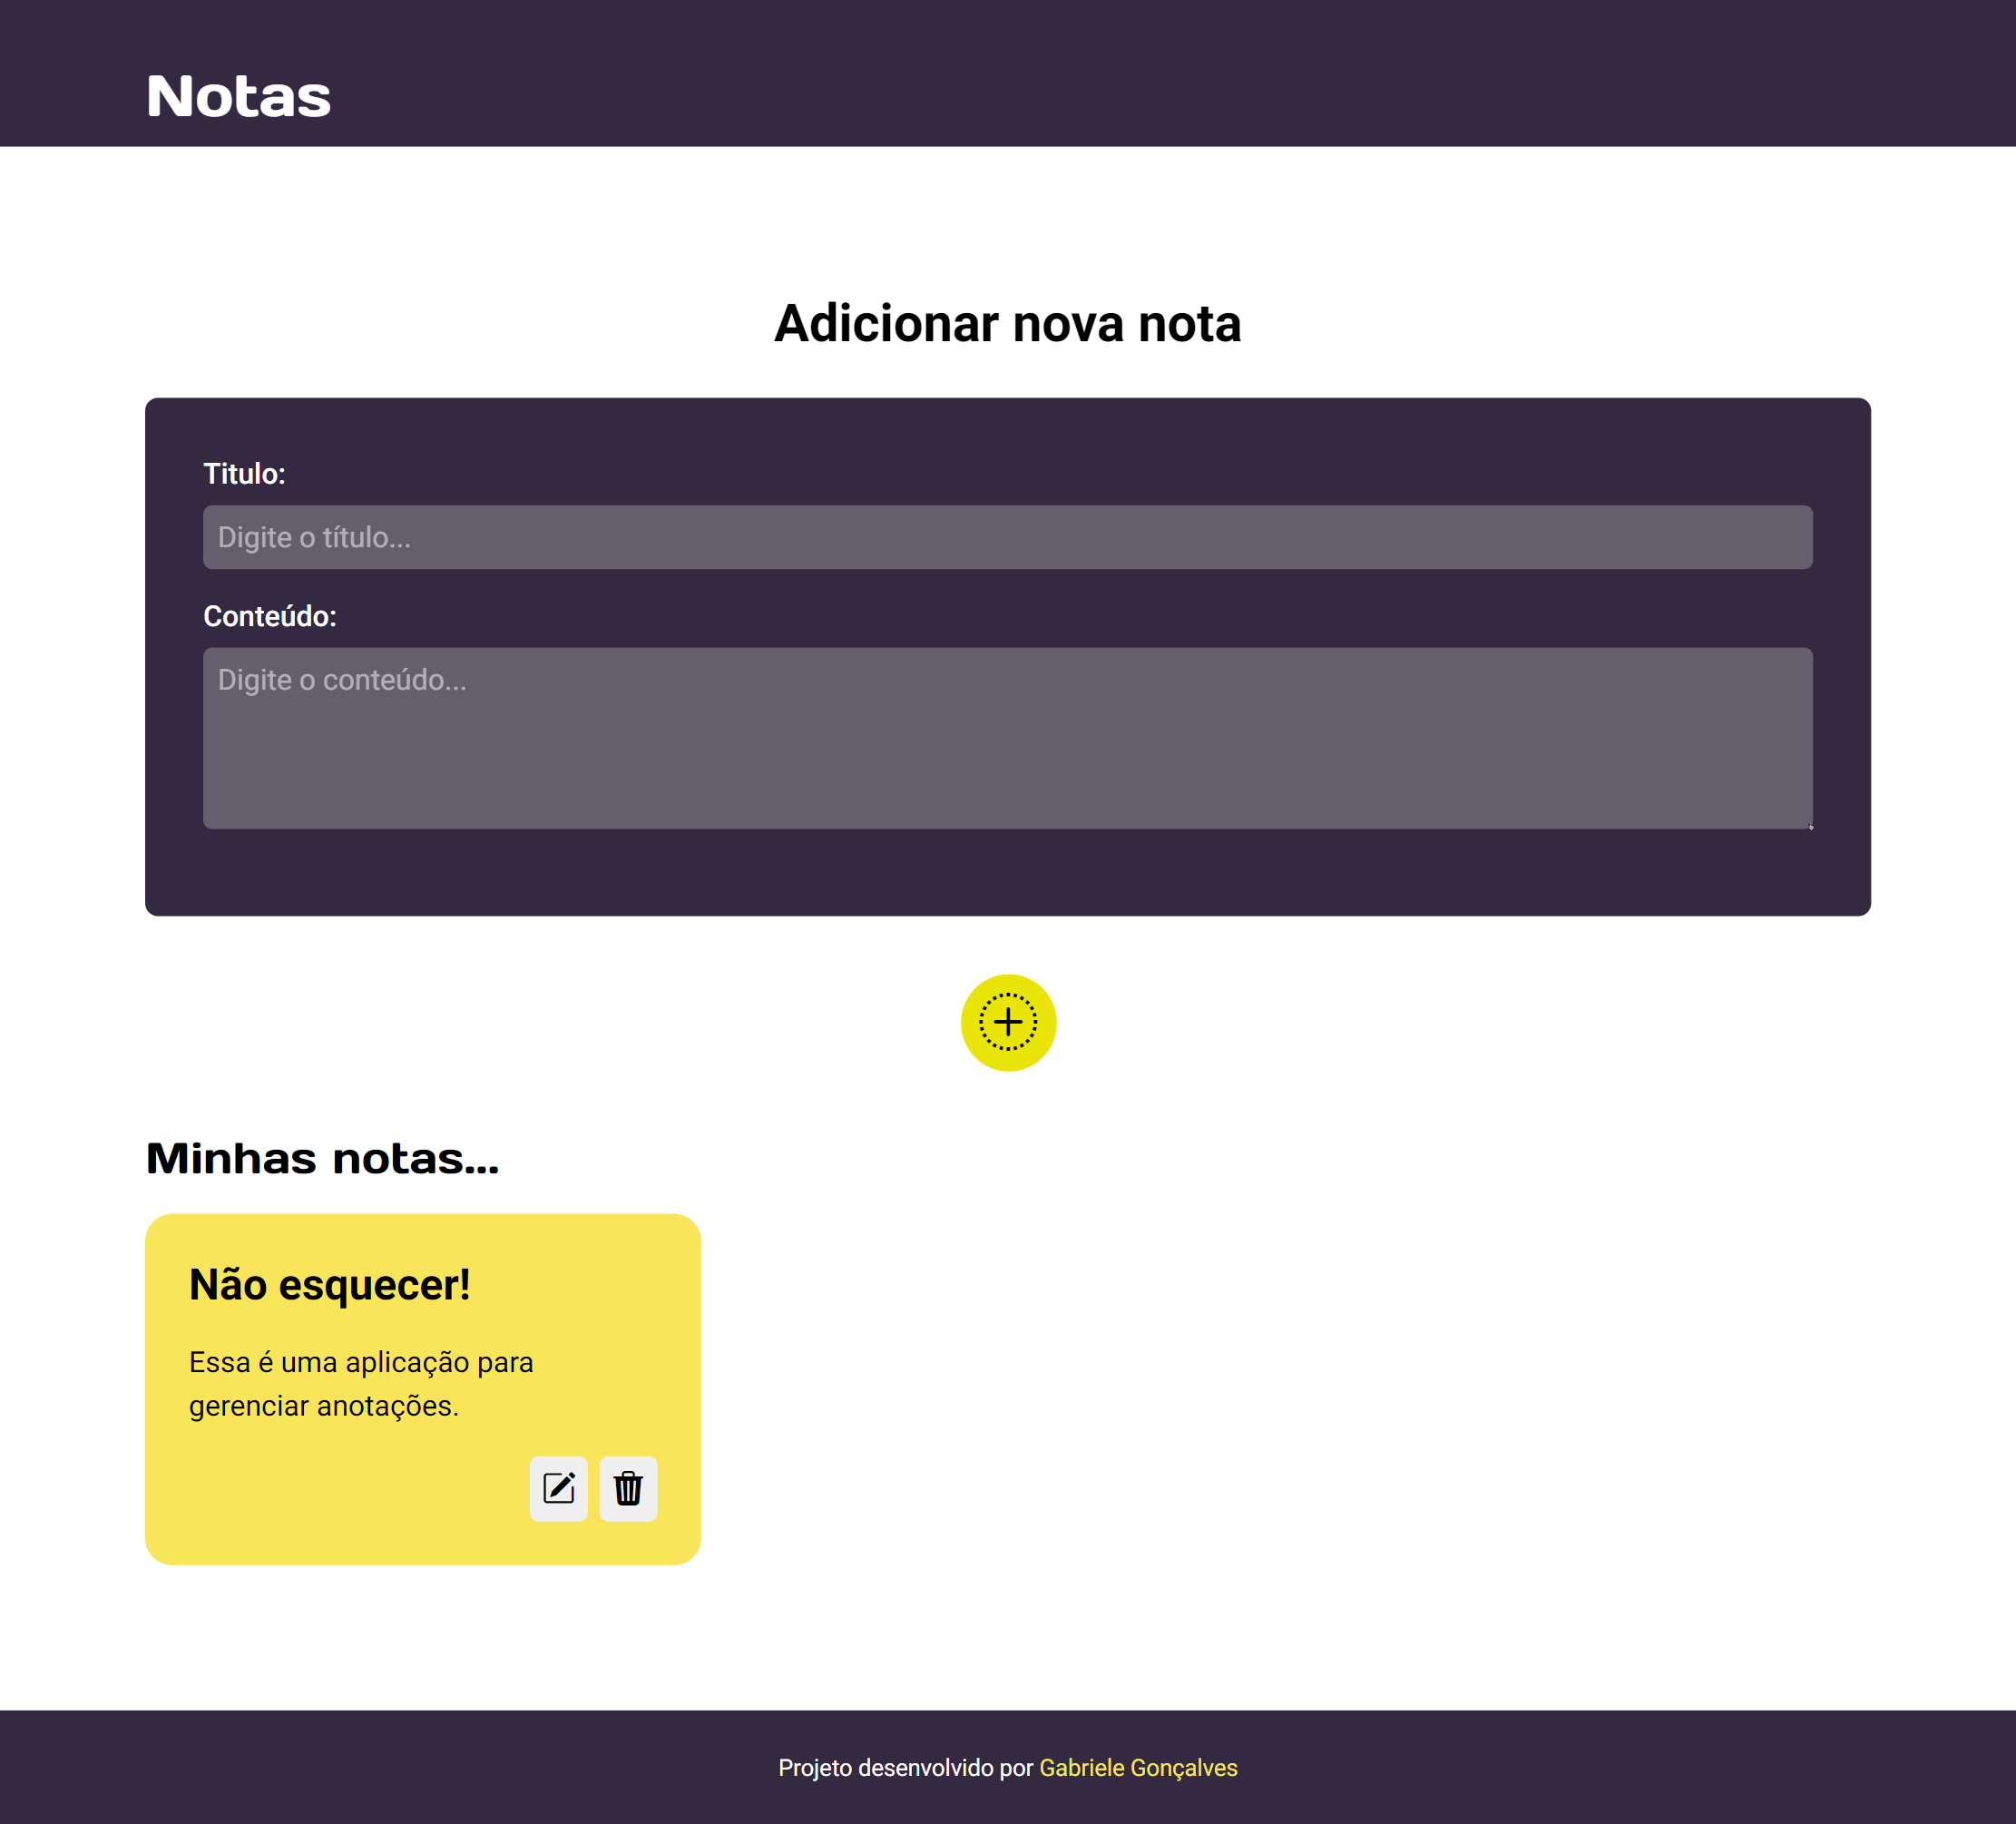 Notas
Adicionar nova nota
Titulo:
Digite o título...
Conteúdo:
Digite o conteúdo...
Minhas notas...
Não esquecer!
Essa é uma aplicação para
gerenciar anotações.
Projeto desenvolvido por Gabriele Gonçalves